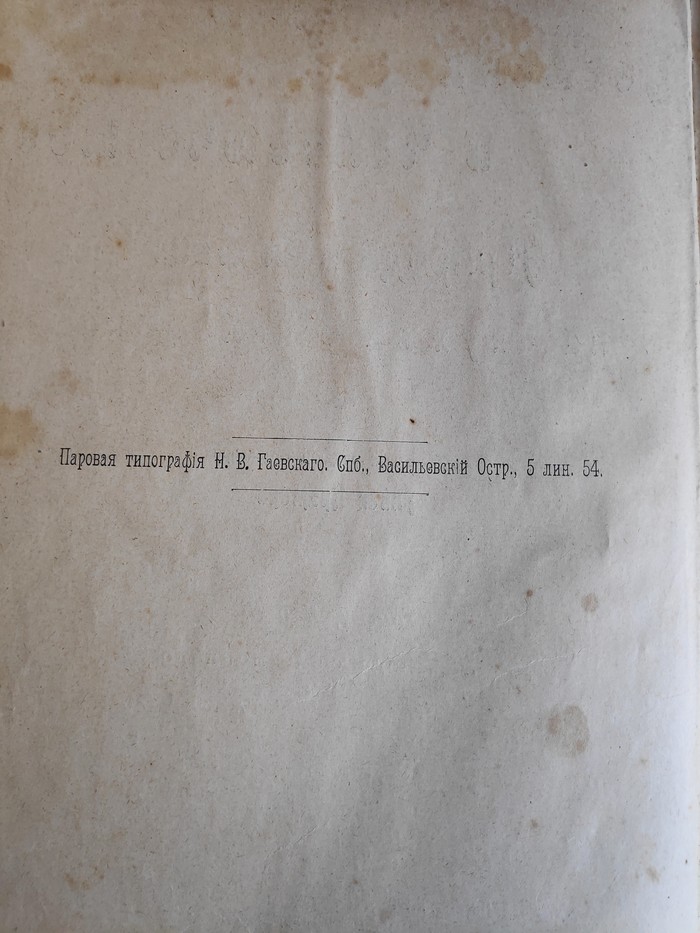 Паровая типографія Н. В. Гаевскаго. Спб., Васильевскій Остр., 5 лин. 54.